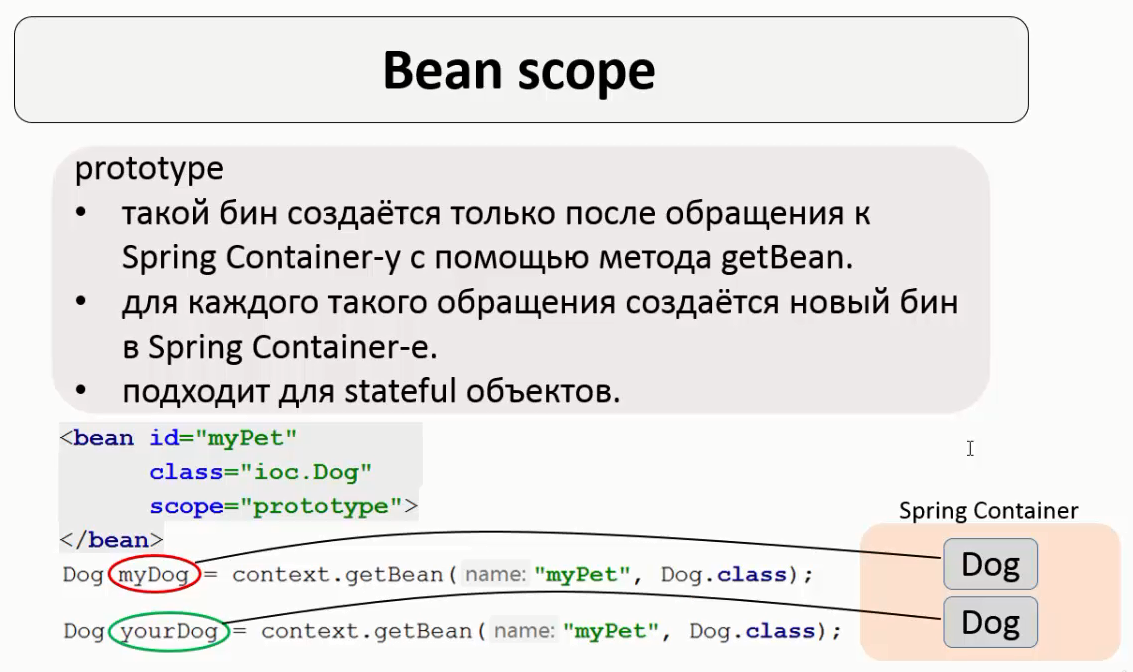 Bean scope
prototype
• такой бин создаётся только после обращения к
Spring Container-у с помощью метода getBean.
• для каждого такого обращения создаётся новый бин
в Spring Container-е.
• подходит для stateful объектов.
<bean id="myPet"
class="ioc.Dog"
scope="prototype">
</bean>
Spring Container
Dog myDog = context.getBean( name: "myPet", Dog.class);
Dog
Dog yourDog = context.getBean( name: "myPet", Dog.class);
Dog